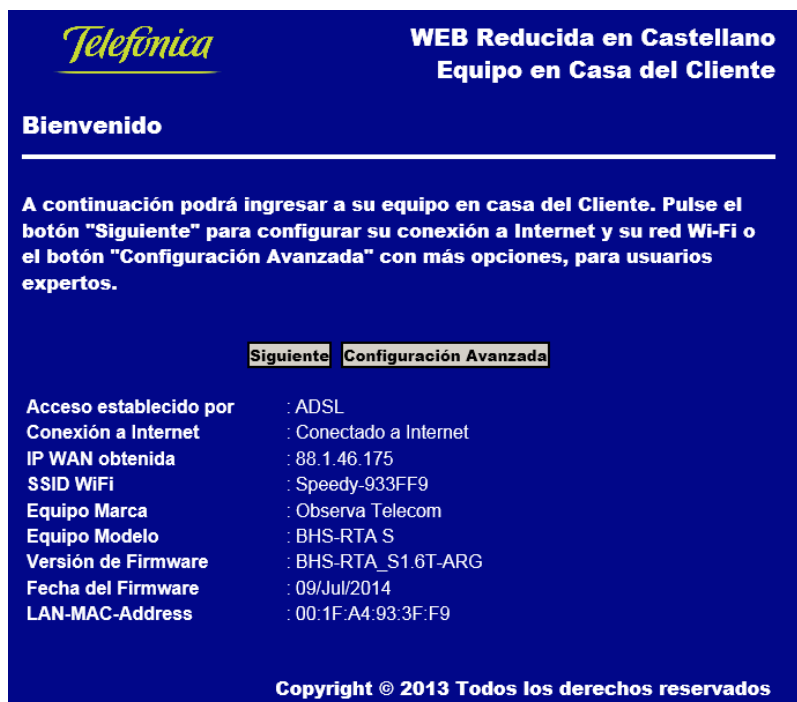 Telefónica
WEB Reducida en Castellano
Equipo en Casa del Cliente
Bienvenido
A continuación podrá ingresar a su equipo en casa del Cliente. Pulse el
botón "Siguiente" para configurar su conexión a Internet y su red Wi-Fi o
el botón "Configuración Avanzada" con más opciones, para usuarios
expertos.
Siguiente Configuración Avanzada
Acceso establecido por : ADSL
Conexión a Internet : Conectado a Internet
IP WAN obtenida : 88.1.46.175
SSID WiFi : Speedy-933FF9
Equipo Marca : Observa Telecom
Equipo Modelo : BHS-RTA S
Versión de Firmware : BHS-RTA_S1.6T-ARG
Fecha del Firmware : 09/Jul/2014
LAN-MAC-Address : 00:1F:A4:93:3F:F9
Copyright © 2013 Todos los derechos reservados